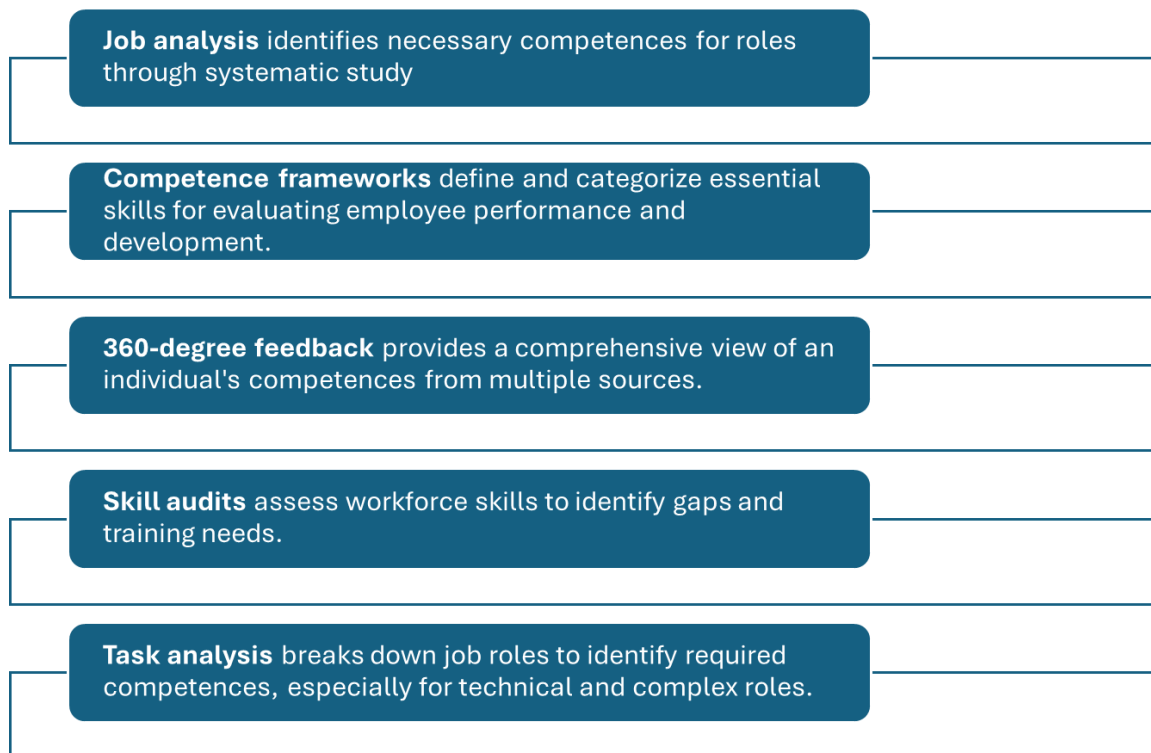 Job analysis identifies necessary competences for roles
through systematic study
Competence frameworks define and categorize essential
skills for evaluating employee performance and
development.
360-degree feedback provides a comprehensive view of an
individual's competences from multiple sources.
Skill audits assess workforce skills to identify gaps and
training needs.
Task analysis breaks down job roles to identify required
competences, especially for technical and complex roles.